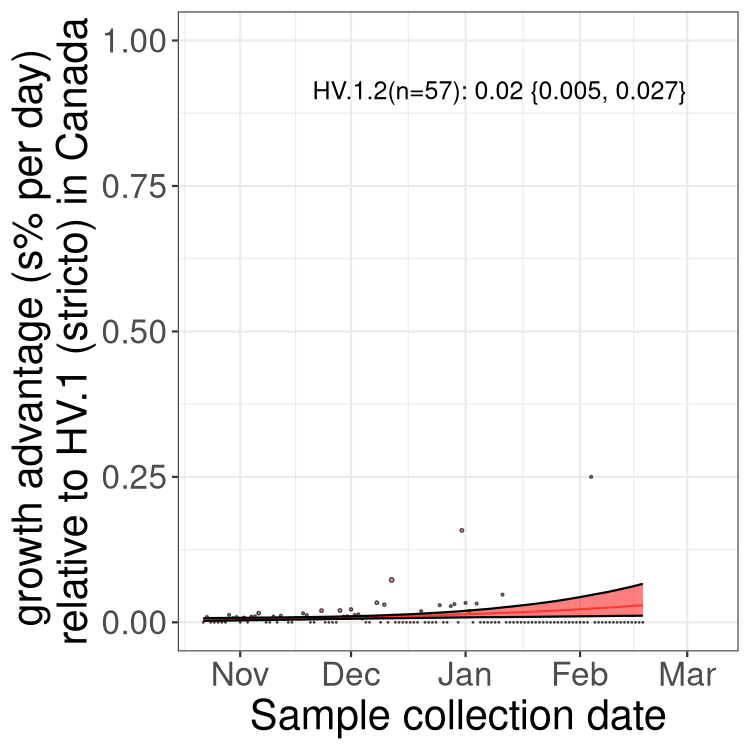 growth advantage (s% per day)
relative to HV.1 (stricto) in Canada
1.00
HV.1.2(n=57): 0.02 {0.005, 0.027}
0.75
0.50
0.25
0.00
Nov Dec Jan Feb Mar
Sample collection date